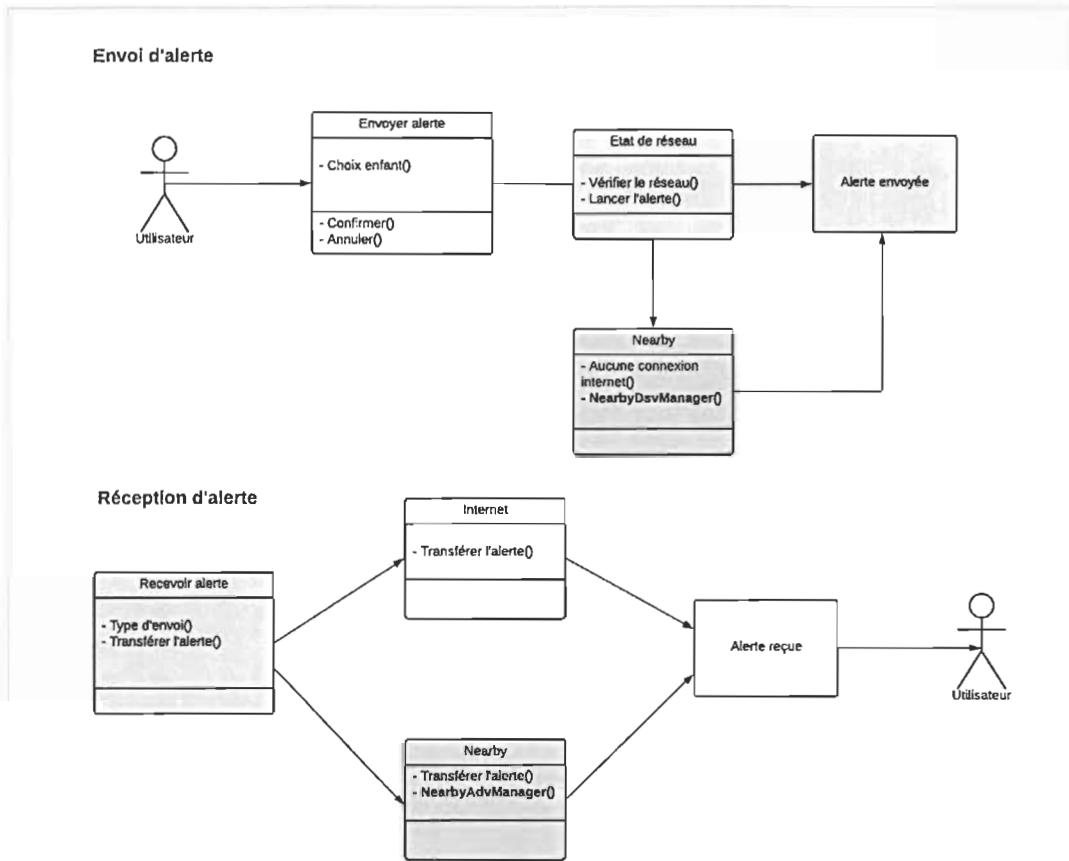 Envoi d'alerte
Envoyer alerte
- Choix enfant()
- Confirmer()
- Annuler()
Utilisateur
Etat de réseau
- Vérifier le réseau()
- Lancer l'alerte()
Alerte envoyée
Nearby
- Aucune connexion
internet()
- NearbyDsvManager()
Réception d'alerte
Recevoir alerte
- Type d'envoi()
- Transférer l'alerte()
Internet
- Transférer l'alerte()
Nearby
- Transférer l'alerte()
- NearbyAdvManager()
Alerte reçue
Utilisateur